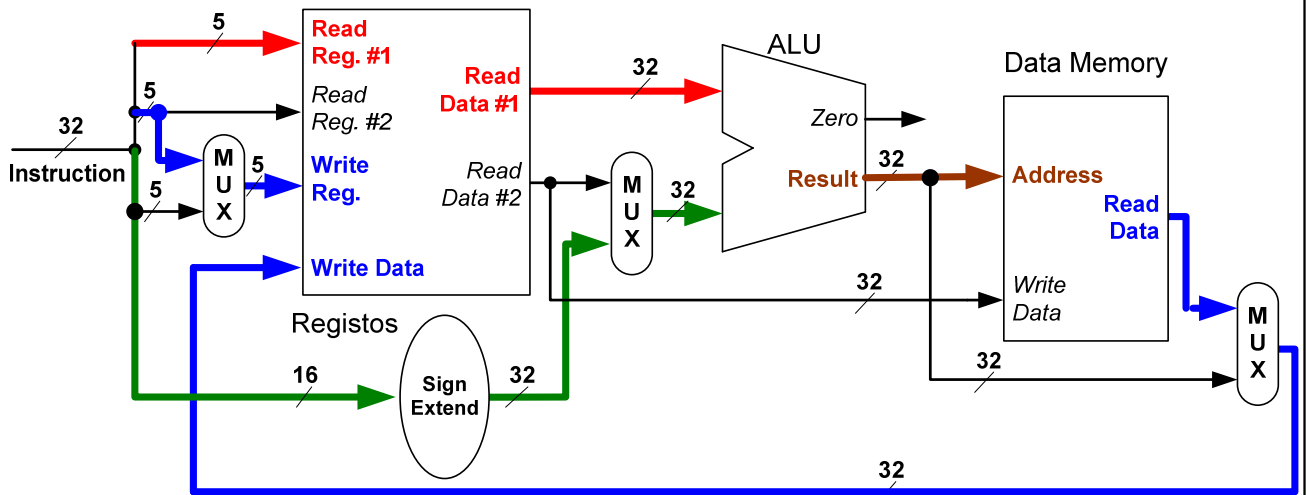 32
Instruction
5
5
5
M
U
X
5
Read
Reg. #1
Read
Reg. #2
Write
Reg.
Write Data
Read
Data #1
Read
Data #2
Registos
16
Sign
Extend
32
M
U
X
32
32
ALU
Zero
Result
32
32
Data Memory
Address
Read
Data
Write
Data
32
M
U
X
32